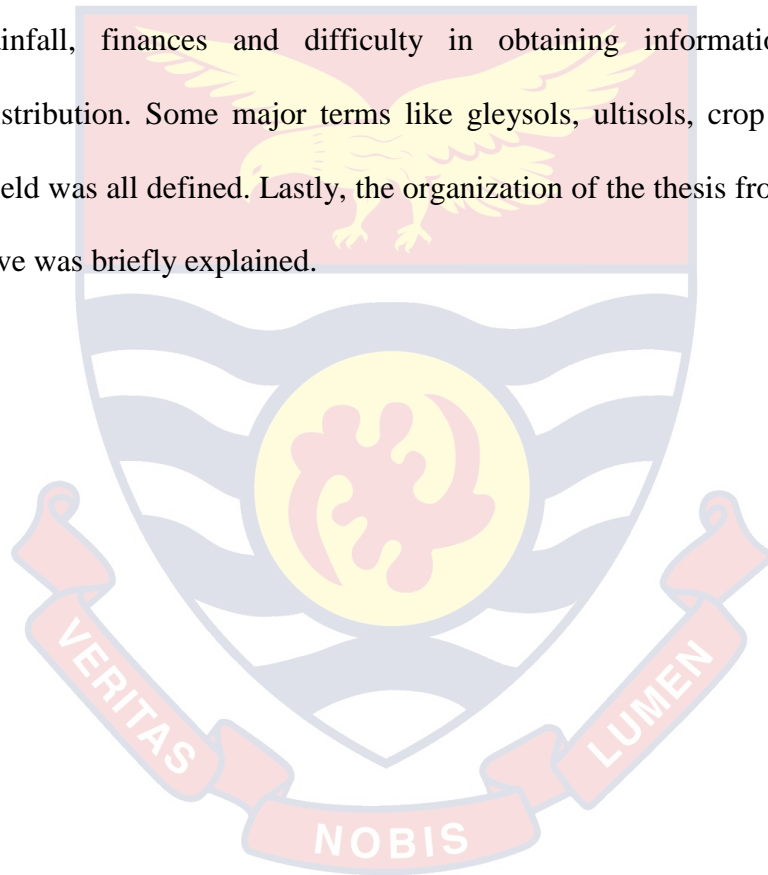 infall, finances and difficulty in obtaining informatio
stribution. Some major terms like gleysols, ultisols, crop
eld was all defined. Lastly, the organization of the thesis fro
ve was briefly explained.
VERITAS
NOBIS
LUMEN